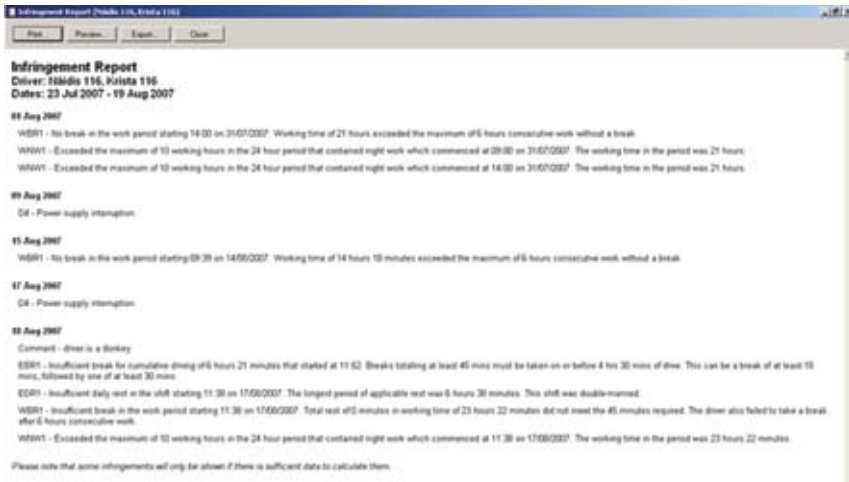 Infringement Report (Näidis 116, Krista 116)
Print... Preview... Export... Close
Infringement Report
Driver: Näidis 116, Krista 116
Dates: 23 Jul 2007 - 19 Aug 2007
01 Aug 2007
WBR1 - No break in the work period starting 14:00 on 31/07/2007. Working time of 21 hours exceeded the maximum of 6 hours consecutive work without a break.
WNW1 - Exceeded the maximum of 10 working hours in the 24 hour period that contained night work which commenced at 09:00 on 31/07/2007. The working time in the period was 21 hours.
WNW1 - Exceeded the maximum of 10 working hours in the 24 hour period that contained night work which commenced at 14:00 on 31/07/2007. The working time in the period was 21 hours.
09 Aug 2007
- Power supply interruption.
15 Aug 2007
WBR1 - No break in the work period starting 09:39 on 14/08/2007. Working time of 14 hours 18 minutes exceeded the maximum of 6 hours consecutive work without a break.
17 Aug 2007
- Power supply interruption.
18 Aug 2007
Comment - driver is a donkey
EBR1 - Insufficient break for cumulative driving of 6 hours 21 minutes that started at 11:52. Breaks totalling at least 45 mins must be taken on or before 4 hrs 30 mins of drive. This can be a break of at least 15
mins, followed by one of at least 30 mins.
EDR1 - Insufficient daily rest in the shift starting 11:38 on 17/08/2007. The longest period of applicable rest was 6 hours 38 minutes. This shift was double-manned.
WBR1 - Insufficient break in the work period starting 11:38 on 17/08/2007. Total rest of 0 minutes in working time of 23 hours 22 minutes did not meet the 45 minutes required. The driver also failed to take a break
after 6 hours consecutive work.
WNW1 - Exceeded the maximum of 10 working hours in the 24 hour period that contained night work which commenced at 11:38 on 17/08/2007. The working time in the period was 23 hours 22 minutes.
Please note that some infringements will only be shown if there is sufficient data to calculate them.